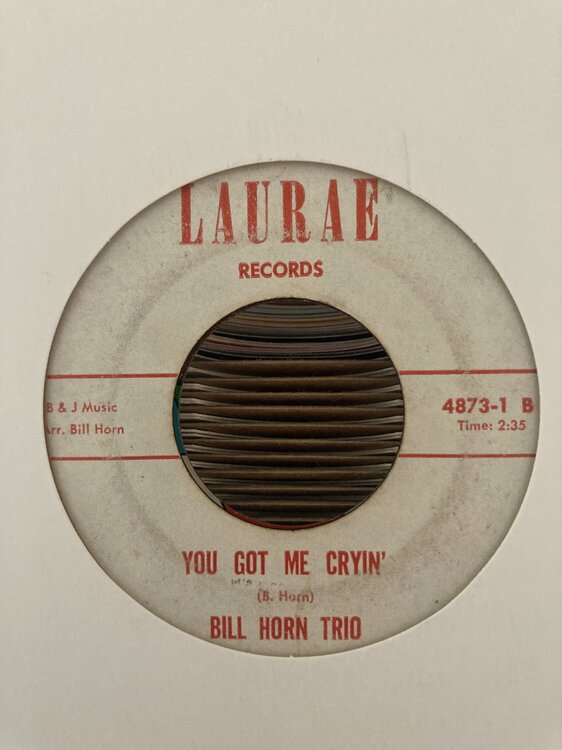 LAURAE
RECORDS
B & J Music
Arr. Bill Horn
4873-1 B
Time: 2:35
YOU GOT ME CRYIN'
(B. Horn)
BILL HORN TRIO